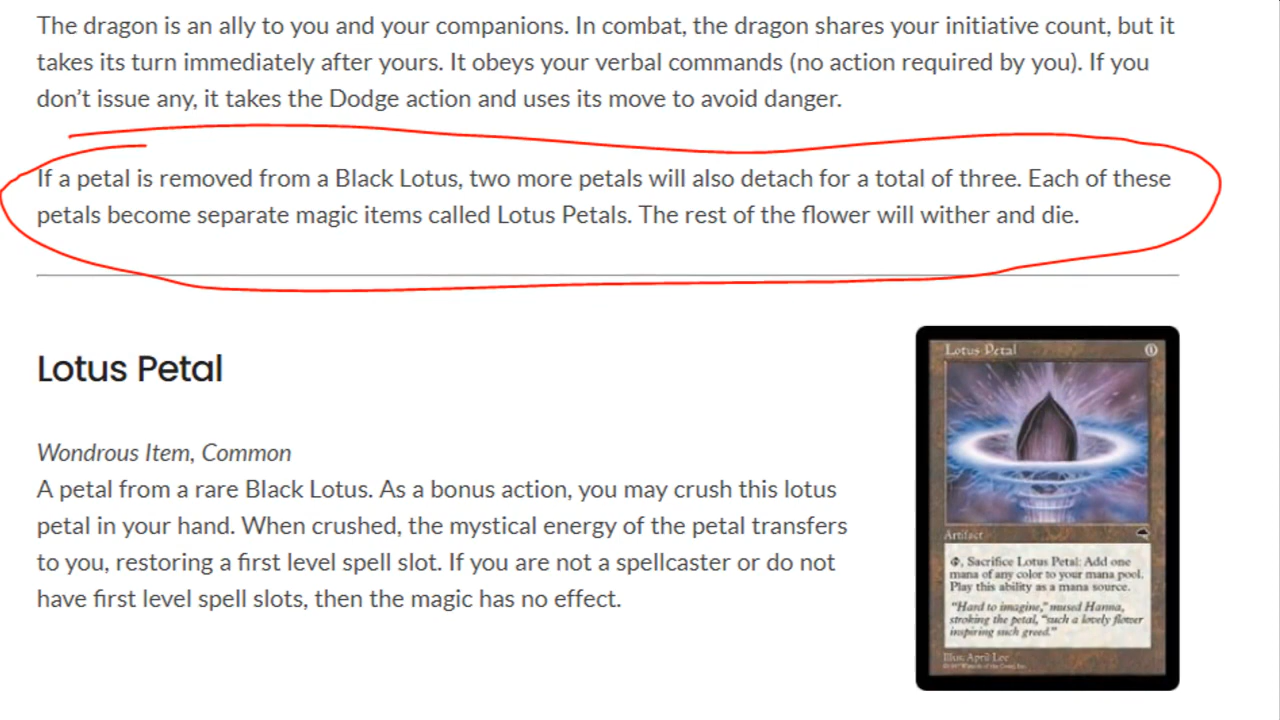 The dragon is an ally to you and your companions. In combat, the dragon shares your initiative count, but it
takes its turn immediately after yours. It obeys your verbal commands (no action required by you). If you
don’t issue any, it takes the Dodge action and uses its move to avoid danger.
If a petal is removed from a Black Lotus, two more petals will also detach for a total of three. Each of these
petals become separate magic items called Lotus Petals. The rest of the flower will wither and die.
Lotus Petal
Wondrous Item, Common
A petal from a rare Black Lotus. As a bonus action, you may crush this lotus
petal in your hand. When crushed, the mystical energy of the petal transfers
to you, restoring a first level spell slot. If you are not a spellcaster or do not
have first level spell slots, then the magic has no effect.
Lotus Petal
0
Artifact
, Sacrifice Lotus Petal: Add one
mana of any color to your mana pool.
Play this ability as a mana source.
"Hard to imagine," mused Hanna,
stroking the petal, "such a lovely flower
inspiring such greed."
Illus. April Lee